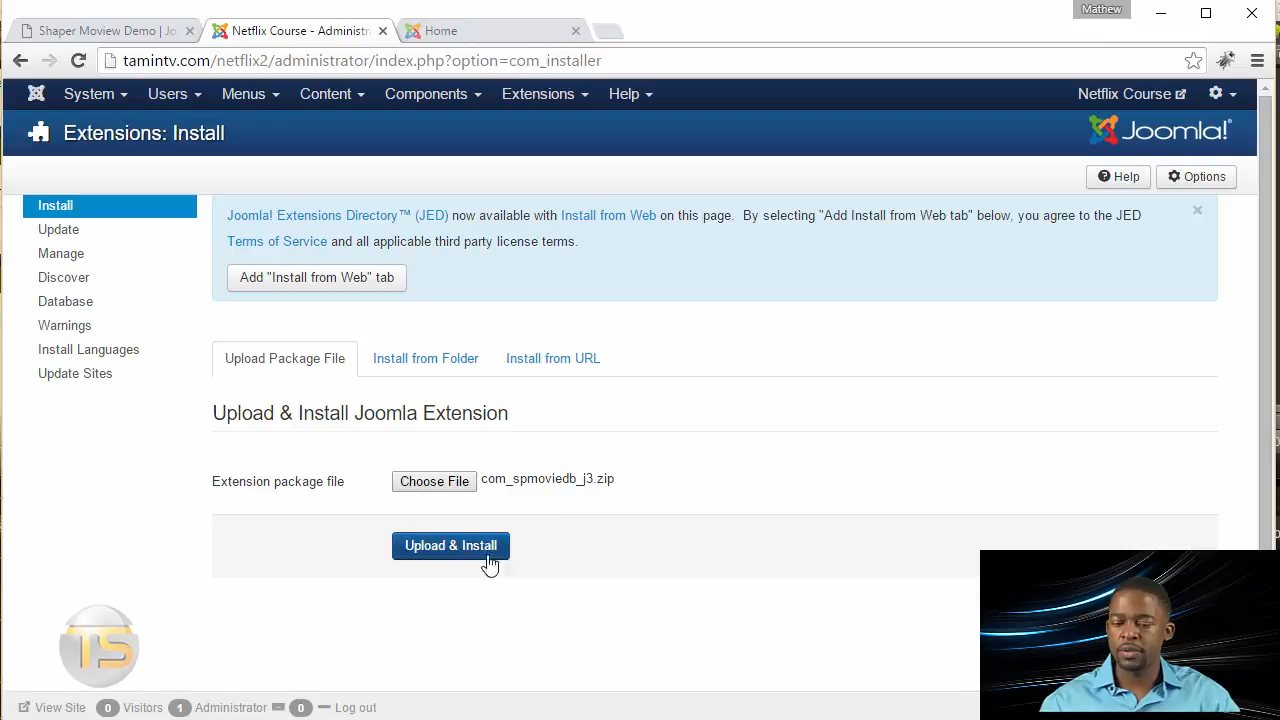 Mathew
Shaper Moview Demo | Jo
Netflix Course - Administr
Home
tamintv.com/netflix2/administrator/index.php?option=com_installer
System Users Menus Content Components Extensions Help Netflix Course
Extensions: Install
Joomla!®
Help Options
Install
Update
Manage
Discover
Database
Warnings
Install Languages
Update Sites
Joomla! Extensions Directory™ (JED) now available with Install from Web on this page. By selecting "Add Install from Web tab" below, you agree to the JED
Terms of Service and all applicable third party license terms.
Add "Install from Web" tab
Upload Package File Install from Folder Install from URL
Upload & Install Joomla Extension
Extension package file Choose File com_spmoviedb_j3.zip
Upload & Install
TS
View Site 0 Visitors 1 Administrator 0 Log out